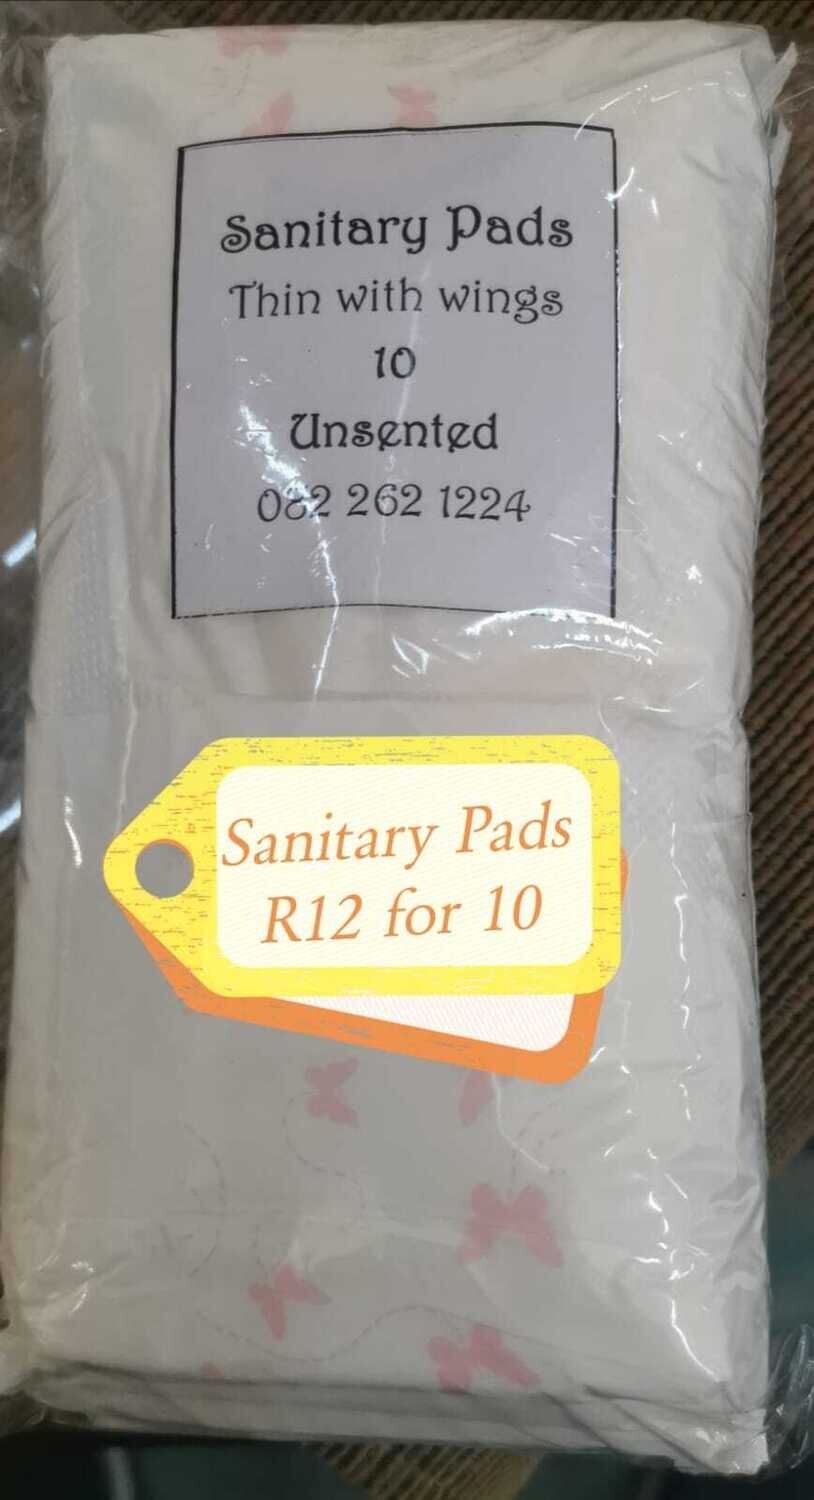 Sanitary Pads
Thin with wings
10
Unsented
082 262 1224
Sanitary Pads
R12 for 10